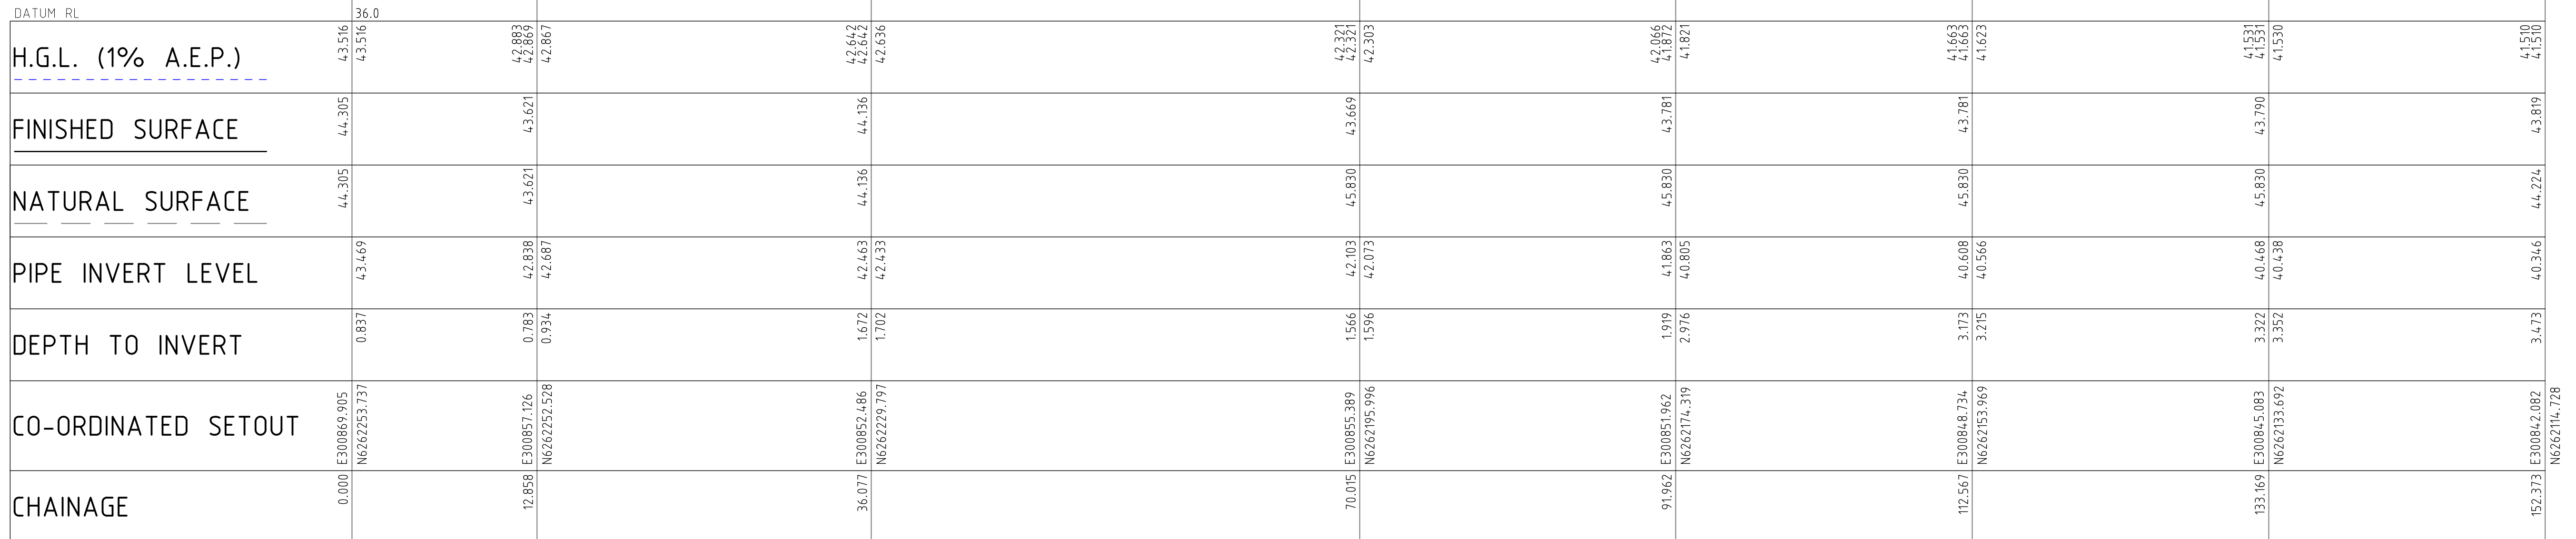 DATUM RL 36.0
H.G.L. (1% A.E.P.) 43.516 43.516 42.883 42.869 42.867 42.642 42.642 42.636 42.321 42.321 42.303 42.066 41.872 41.821 41.663 41.663 41.623 41.531 41.531 41.530 41.510 41.510
FINISHED SURFACE 44.305 43.621 44.136 43.669 43.781 43.781 43.790 43.819
NATURAL SURFACE 44.305 43.621 44.136 45.830 45.830 45.830 45.830 44.224
PIPE INVERT LEVEL 43.469 42.838 42.687 42.463 42.433 42.103 42.073 41.863 40.805 40.608 40.566 40.468 40.438 40.346
DEPTH TO INVERT 0.837 0.783 0.934 1.672 1.702 1.566 1.596 1.919 2.976 3.173 3.215 3.322 3.352 3.473
CO-ORDINATED SETOUT E300869.905 N6262253.737 E300857.126 N6262252.528 E300852.486 N6262229.797 E300855.389 N6262195.996 E300851.962 N6262174.319 E300848.734 N6262153.969 E300845.083 N6262133.692 E300842.082 N6262114.728
CHAINAGE 0.000 12.858 36.077 70.015 91.962 112.567 133.169 152.373